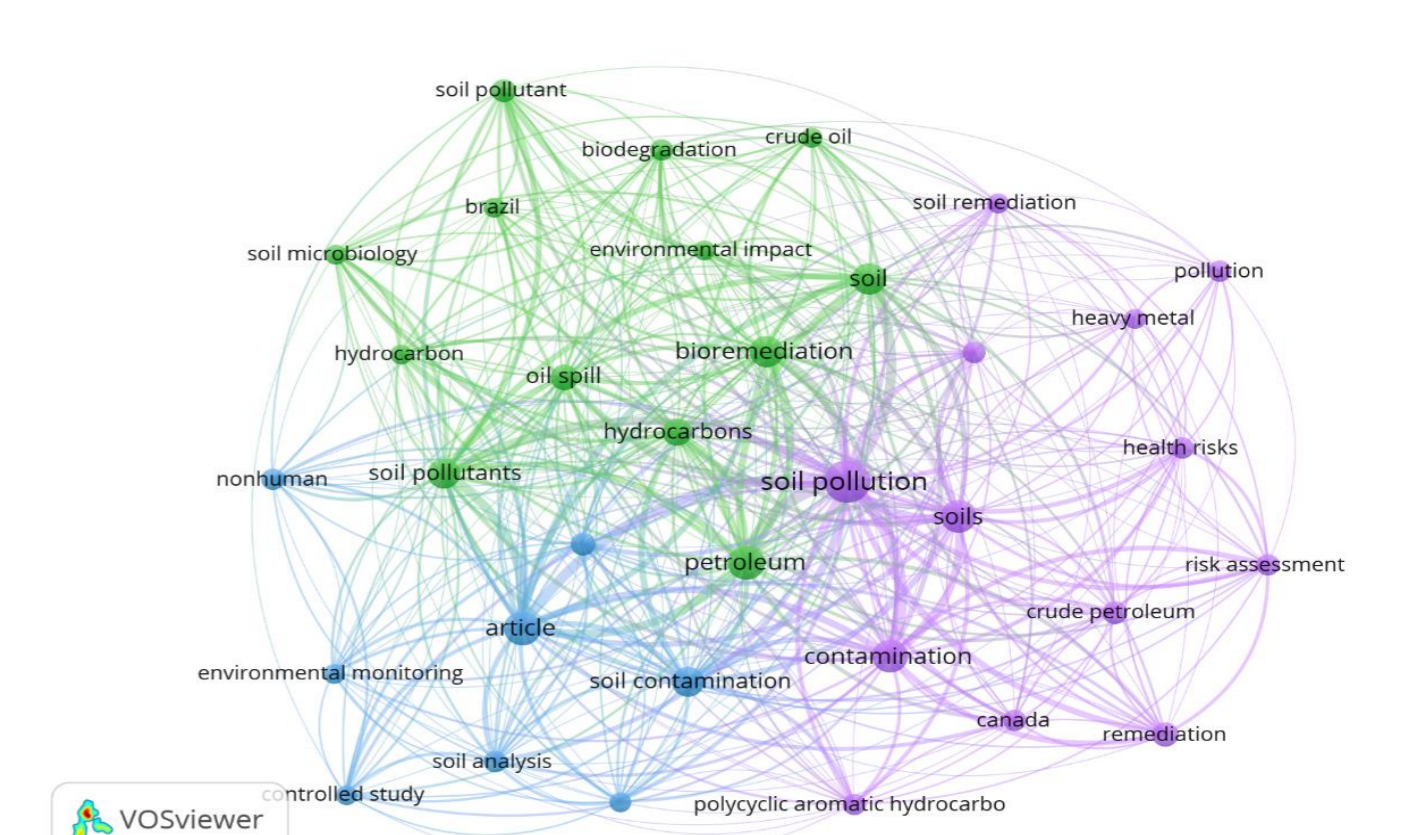 soil pollutant
crude oil
biodegradation
soil remediation
brazil
environmental impact
soil microbiology
pollution
soil
heavy metal
bioremediation
hydrocarbon
oil spill
hydrocarbons
health risks
soil pollutants
nonhuman
soil pollution
soils
petroleum
risk assessment
crude petroleum
article
contamination
environmental monitoring
soil contamination
canada
remediation
soil analysis
controlled study
polycyclic aromatic hydrocarbo
VOSviewer